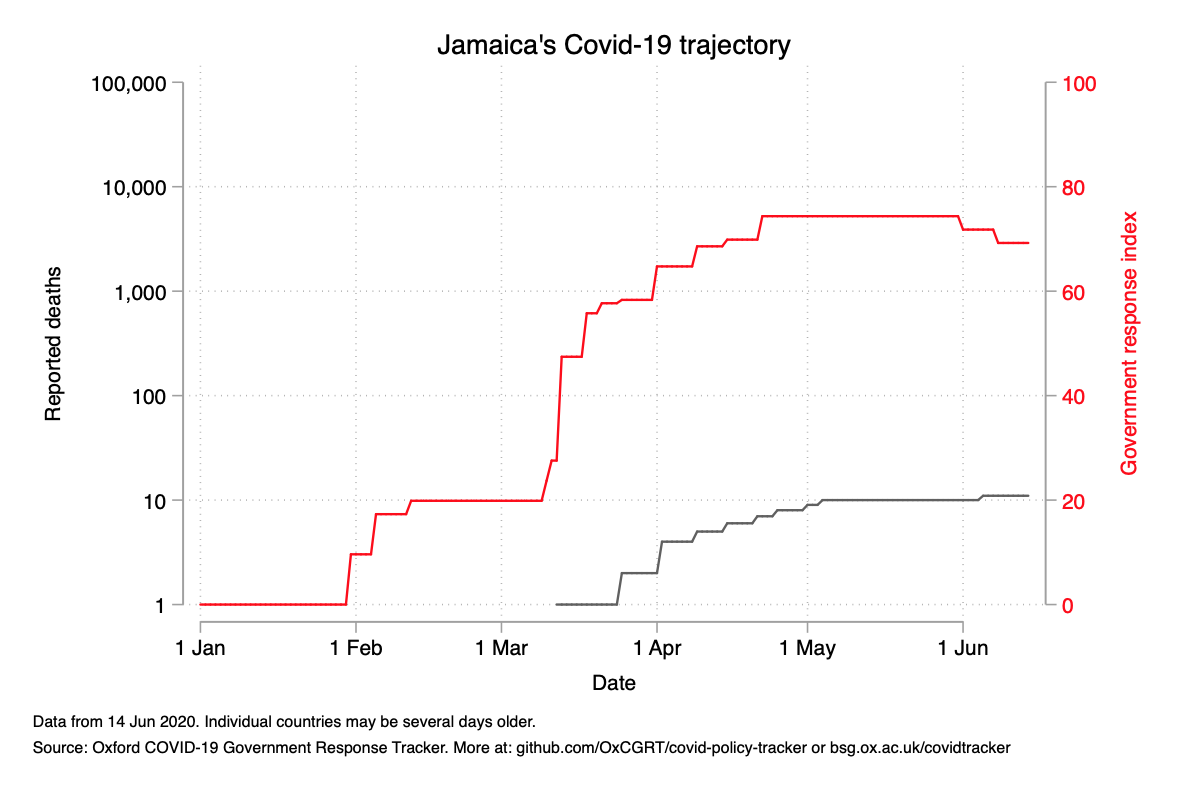 Jamaica's Covid-19 trajectory
100,000
10,000
1,000
100
10
1
Reported deaths
100
80
60
40
20
0
Government response index
1 Jan
1 Feb
1 Mar
1 Apr
1 May
1 Jun
Date
Data from 14 Jun 2020. Individual countries may be several days older.
Source: Oxford COVID-19 Government Response Tracker. More at: github.com/OxCGRT/covid-policy-tracker or bsg.ox.ac.uk/covidtracker